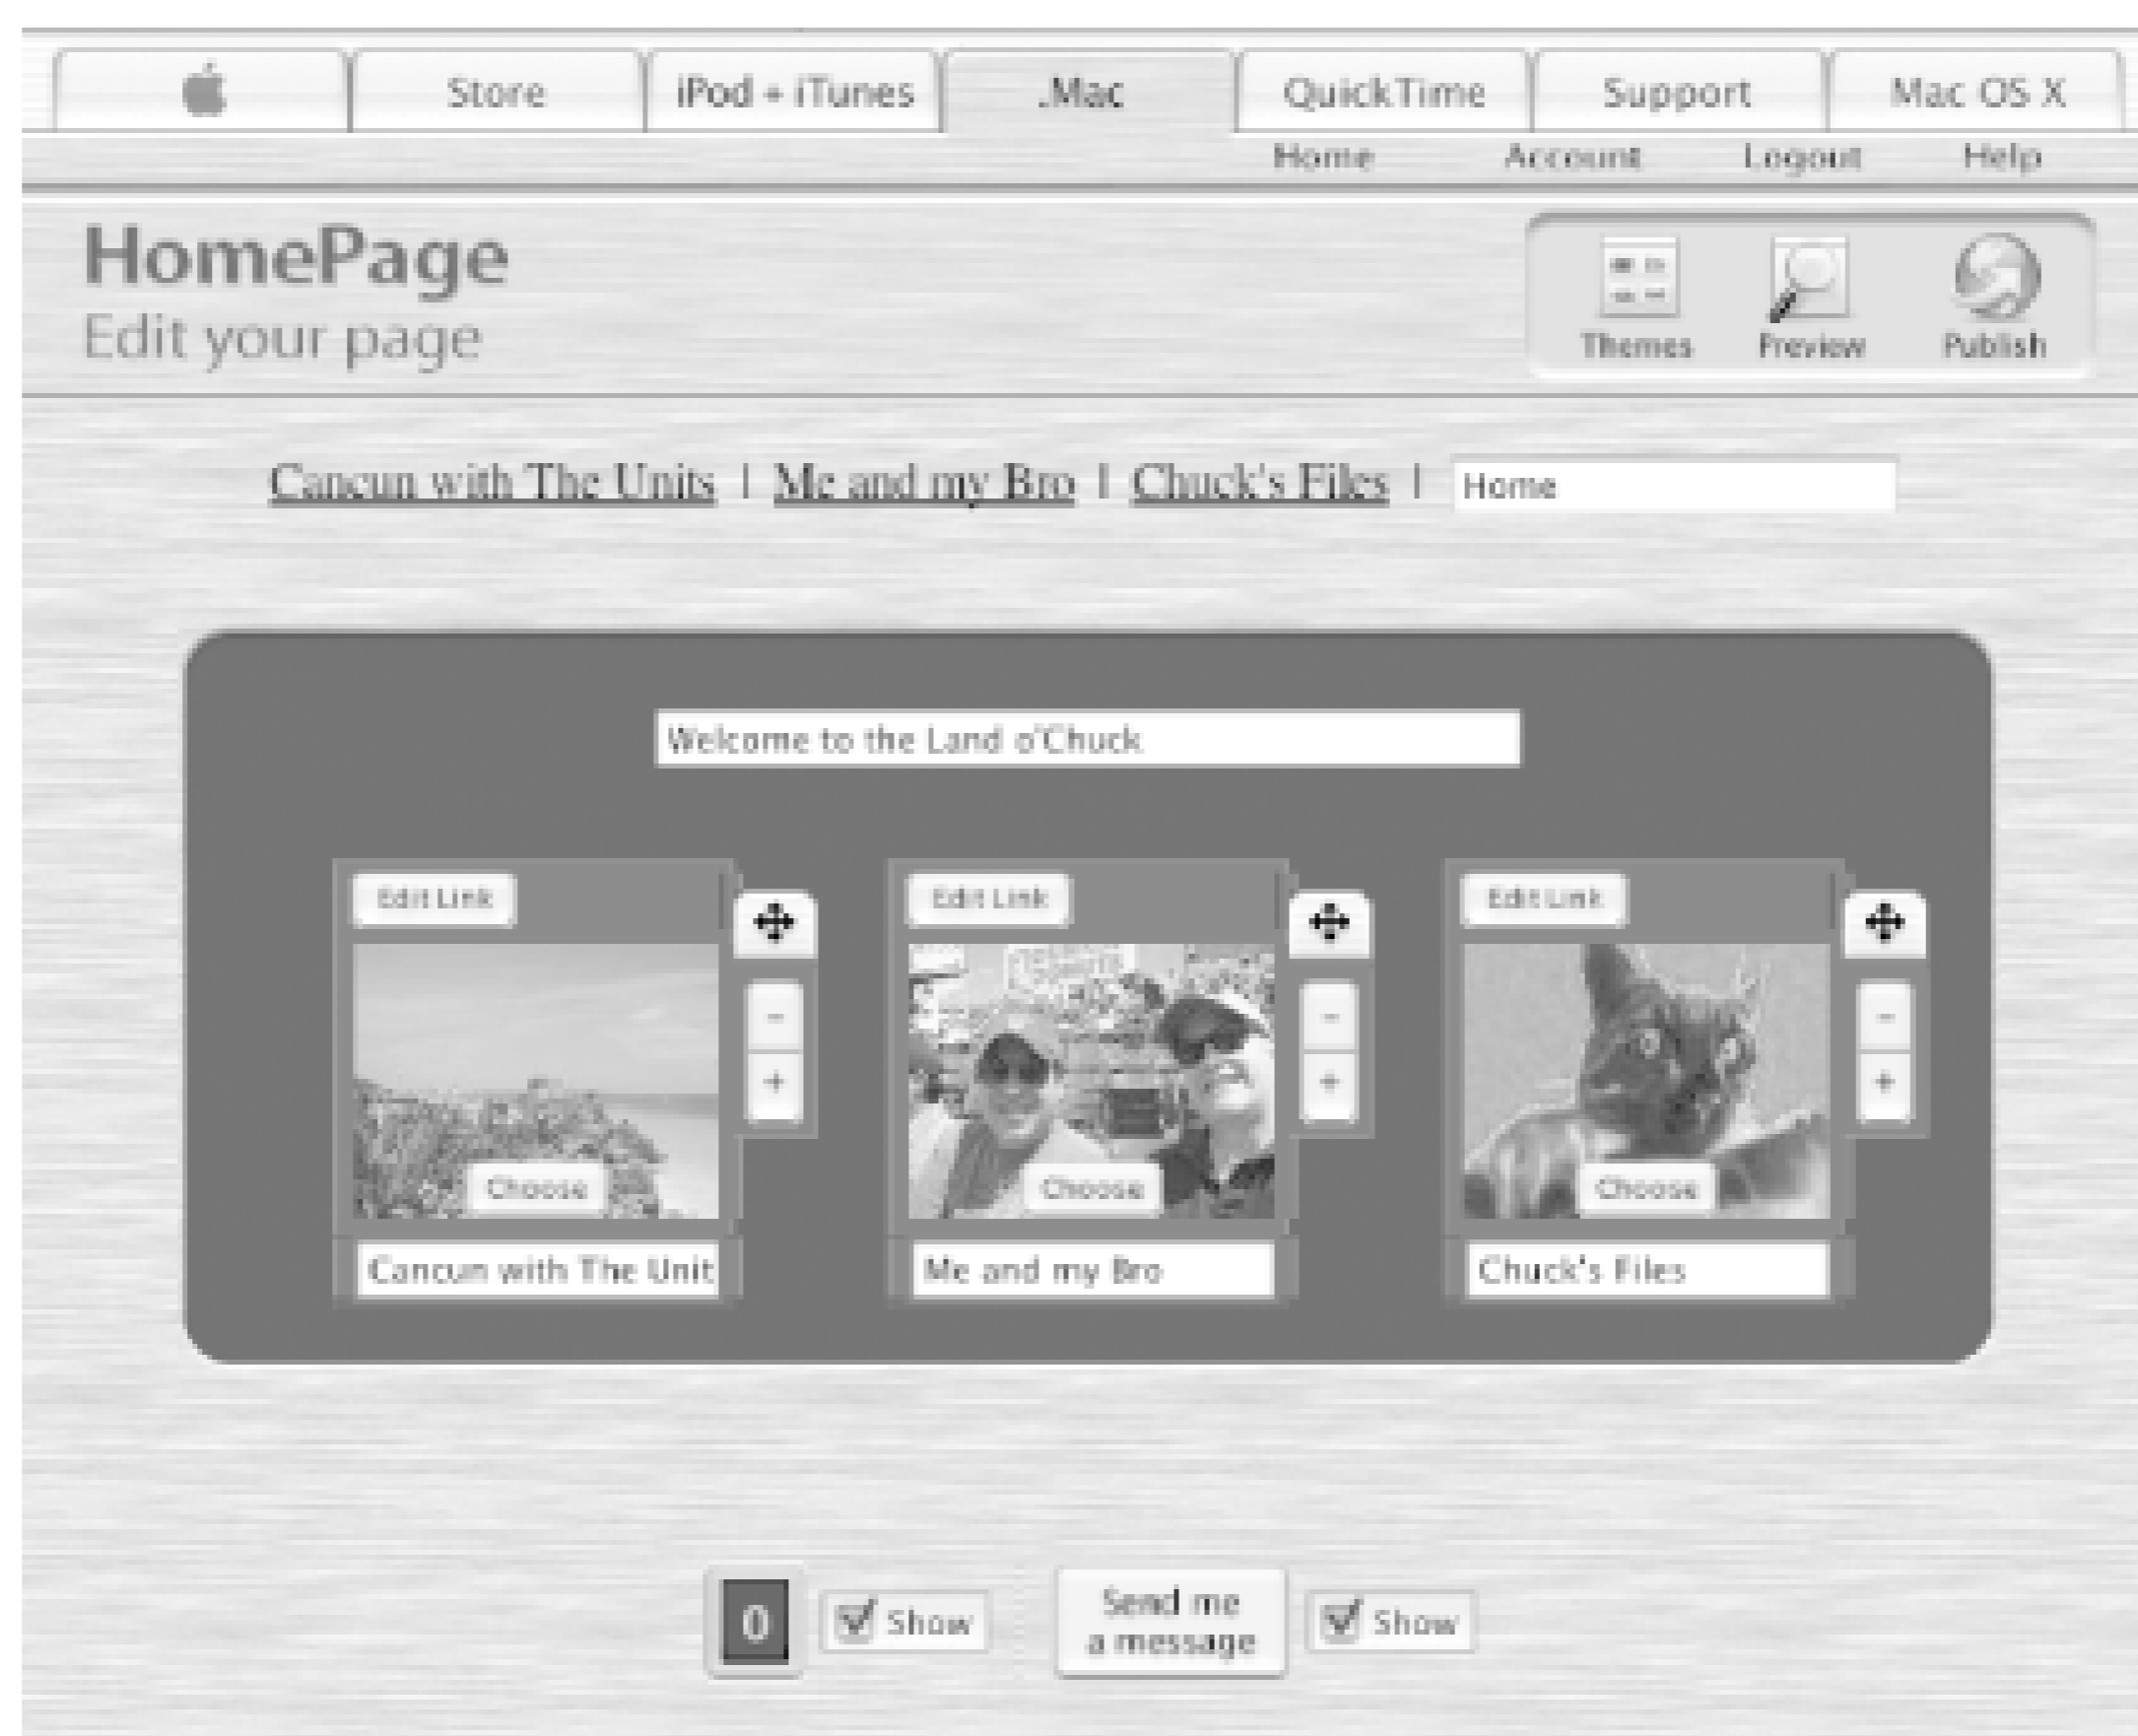 Store iPod + iTunes .Mac QuickTime Support Mac OS X
Home Account Logout Help
HomePage
Edit your page
Themes Preview Publish
Cancun with The Units | Me and my Bro | Chuck's Files | Home
Welcome to the Land o'Chuck
Edit Link Edit Link Edit Link
-
-
-
+
+
+
Choose Choose Choose
Cancun with The Unit Me and my Bro Chuck's Files
0 Show Send me a message Show